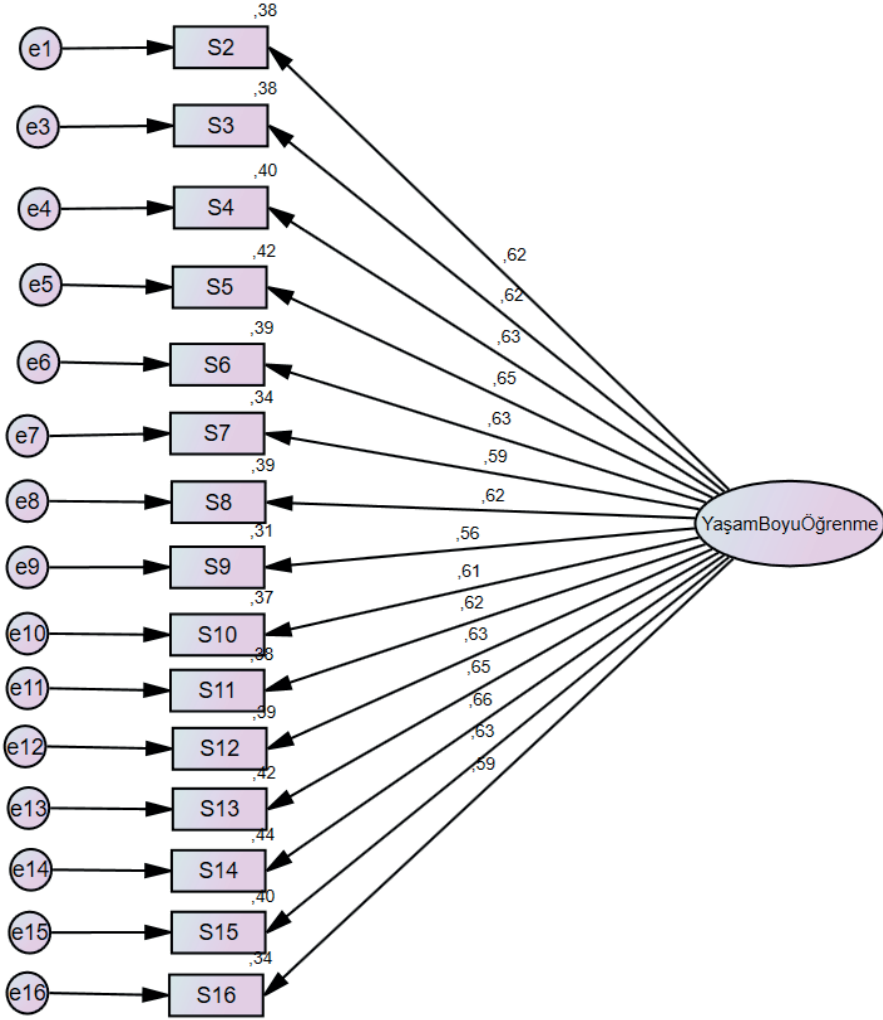 ,38
e1 S2
,38
e3 S3
,40
e4 S4
,42
e5 S5
,39
e6 S6
,34
e7 S7
,39
e8 S8
,31
e9 S9
,37
e10 S10
,38
e11 S11
,39
e12 S12
,42
e13 S13
,44
e14 S14
,40
e15 S15
,34
e16 S16
,62
,62
,63
,65
,63
,59
,62
,56
,61
,62
,63
,65
,66
,63
,59
YaşamBoyuÖğrenme